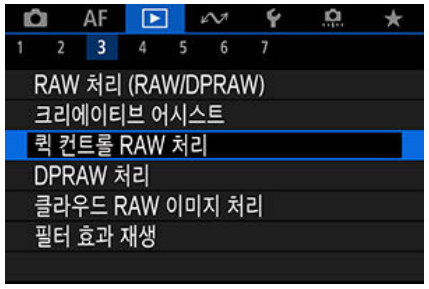 AF
1 2 3 4 5 6 7
RAW 처리 (RAW/DPRAW)
크리에이티브 어시스트
퀵 컨트롤 RAW 처리
DPRAW 처리
클라우드 RAW 이미지 처리
필터 효과 재생